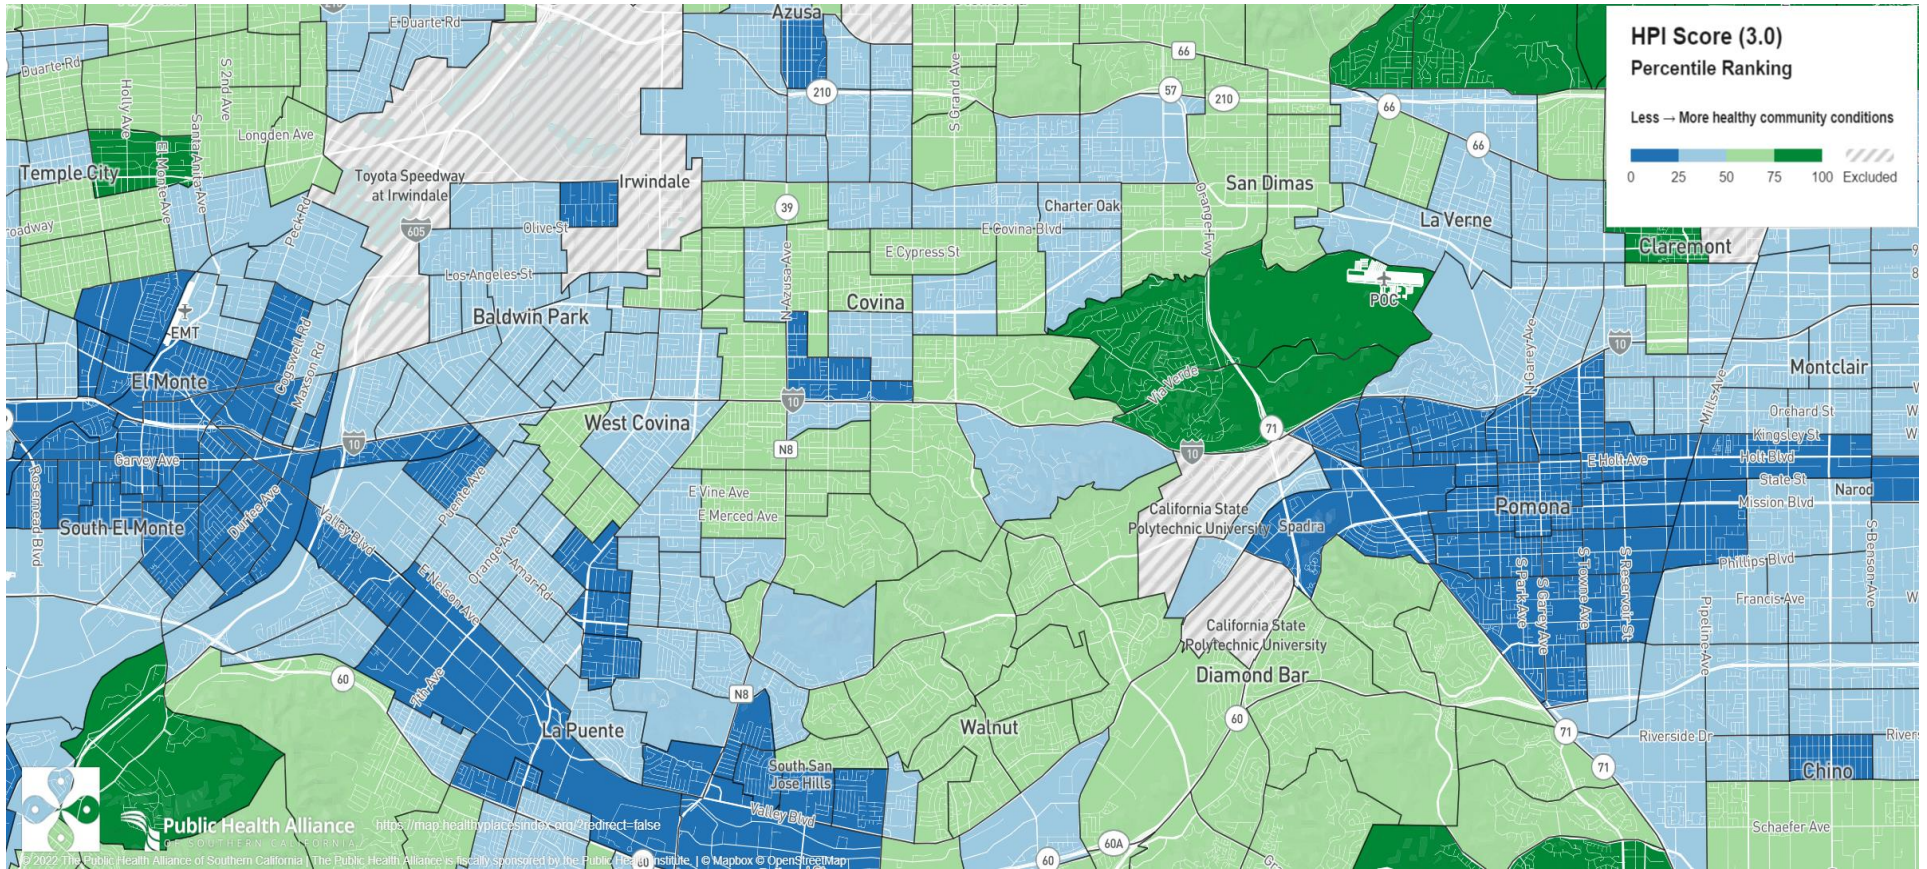 Azusa
E Duarte Rd
Duarte Rd
Holly Ave
S 2nd Ave
Santa Anita Ave
El Monte Ave
Longden Ave
Temple City
roadway
Peck Rd
Toyota Speedway
at Irwindale
605
Irwindale
Olive St
Los Angeles St
210
39
S Grand Ave
66
57
210
66
66
HPI Score (3.0)
Percentile Ranking
Less → More healthy community conditions
0 25 50 75 100 Excluded
San Dimas
Orange Fwy
Charter Oak
E Covina Blvd
E Cypress St
La Verne
Claremont
N Azusa Ave
Covina
Baldwin Park
EMT
El Monte
Cogswell Rd
Maxson Rd
POC
Via Verde
N Garey Ave
10
Montclair
Mills Ave
Orchard St
Kingsley St
Holt Blvd
E Holt Ave
State St
Mission Blvd
Narod
West Covina
10
N8
10
71
10
Garvey Ave
Rosemead Blvd
South El Monte
Durfee Ave
Valley Blvd
Puente Ave
E Vine Ave
E Merced Ave
Orange Ave
Amar Rd
E Nelson Ave
California State
Polytechnic University
Spadra
Pomona
Phillips Blvd
Francis Ave
S Benson Ave
S Park Ave
S Garey Ave
S Towne Ave
S Reservoir St
Pipeline Ave
California State
Polytechnic University
Diamond Bar
60
7th Ave
La Puente
N8
Walnut
60
71
Riverside Dr
River
71
Chino
South San
Jose Hills
Valley Blvd
60A
60
Schaefer Ave
Public Health Alliance
OF SOUTHERN CALIFORNIA
https://map.healthyplacesindex.org/?redirect=false
© 2022 The Public Health Alliance of Southern California | The Public Health Alliance is fiscally sponsored by the Public Health Institute. | © Mapbox © OpenStreetMap